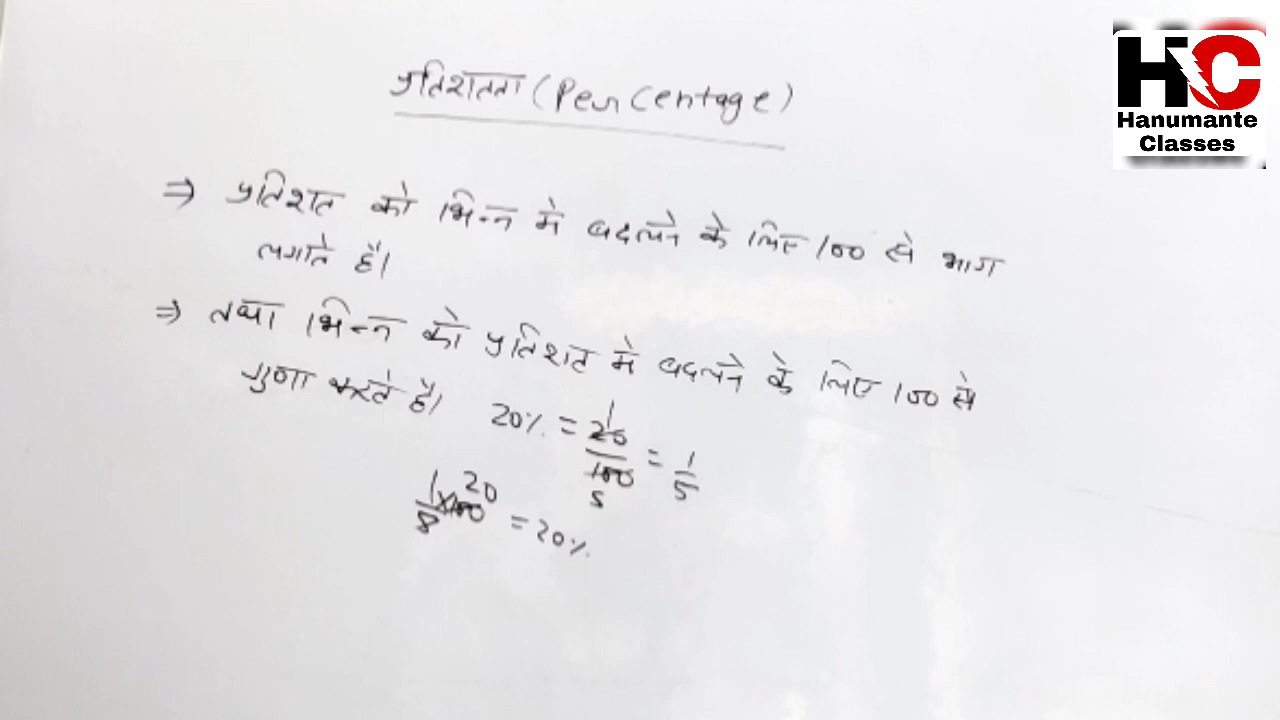 प्रतिशतता (Percentage)
HC
Hanumante
Classes
⇒ प्रतिशत को भिन्न मे बदलने के लिए 100 से भाग
लगाते है।
⇒ तथा भिन्न को प्रतिशत मे बदलने के लिए 100 से
गुणा करते है।
20% = 20/100 = 1/5
1/5 × 100 = 20%